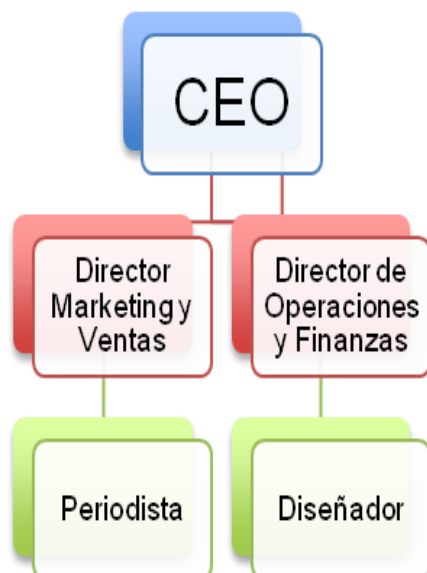 CEO
Director
Marketing y
Ventas
Director de
Operaciones
y Finanzas
Periodista
Diseñador